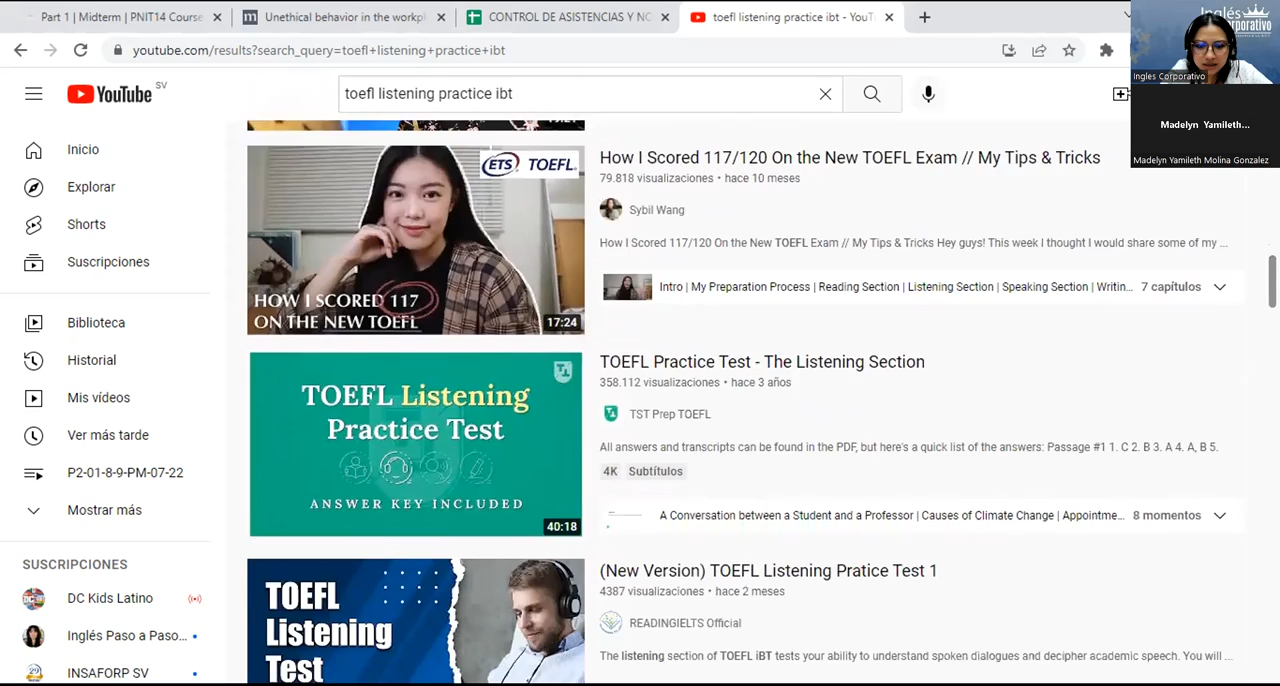 Part 1 | Midterm | PNIT14 Course
Unethical behavior in the workp
CONTROL DE ASISTENCIAS Y NO
toefl listening practice ibt - YouT
youtube.com/results?search_query=toefl+listening+practice+ibt
Inglés
Corporativo
Ingles Corporativo
Madelyn Yamileth...
Madelyn Yamileth Molina Gonzalez
YouTube SV
toefl listening practice ibt
Inicio
Explorar
Shorts
Suscripciones
Biblioteca
Historial
Mis vídeos
Ver más tarde
P2-01-8-9-PM-07-22
Mostrar más
SUSCRIPCIONES
DC Kids Latino
Inglés Paso a Paso...
INSAFORP SV
ETS TOEFL
HOW I SCORED 117
ON THE NEW TOEFL
17:24
How I Scored 117/120 On the New TOEFL Exam // My Tips & Tricks
79.818 visualizaciones • hace 10 meses
Sybil Wang
How I Scored 117/120 On the New TOEFL Exam // My Tips & Tricks Hey guys! This week I thought I would share some of my ...
Intro | My Preparation Process | Reading Section | Listening Section | Speaking Section | Writin... 7 capítulos
TOEFL Listening
Practice Test
ANSWER KEY INCLUDED
40:18
TOEFL Practice Test - The Listening Section
358.112 visualizaciones • hace 3 años
TST Prep TOEFL
All answers and transcripts can be found in the PDF, but here's a quick list of the answers: Passage #1 1. C 2. B 3. A 4. A, B 5.
4K Subtítulos
A Conversation between a Student and a Professor | Causes of Climate Change | Appointme... 8 momentos
TOEFL
Listening
Test
(New Version) TOEFL Listening Pratice Test 1
4387 visualizaciones • hace 2 meses
READINGIELTS Official
The listening section of TOEFL iBT tests your ability to understand spoken dialogues and decipher academic speech. You will ...